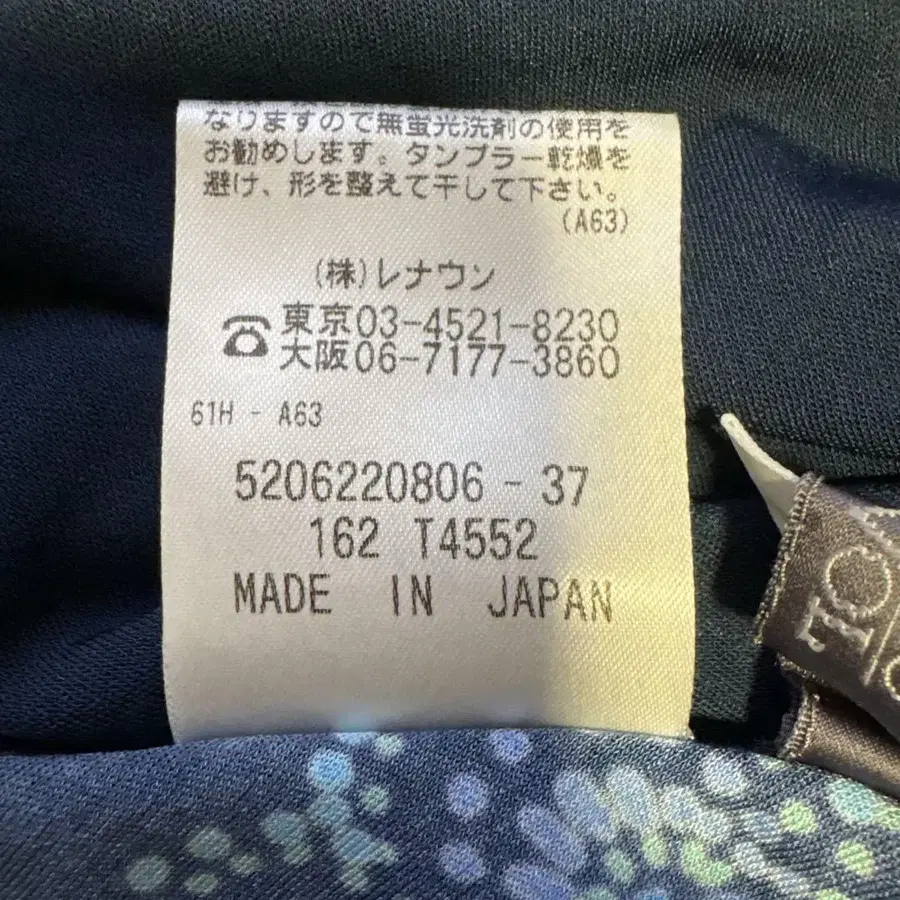 なりますので無蛍光洗剤の使用を
お勧めします。タンブラー乾燥を
避け、形を整えて干して下さい。
(A63)
(株)レナウン
東京03-4521-8230
大阪06-7177-3860
61H - A63
5206220806 - 37
162 T4552
MADE IN JAPAN